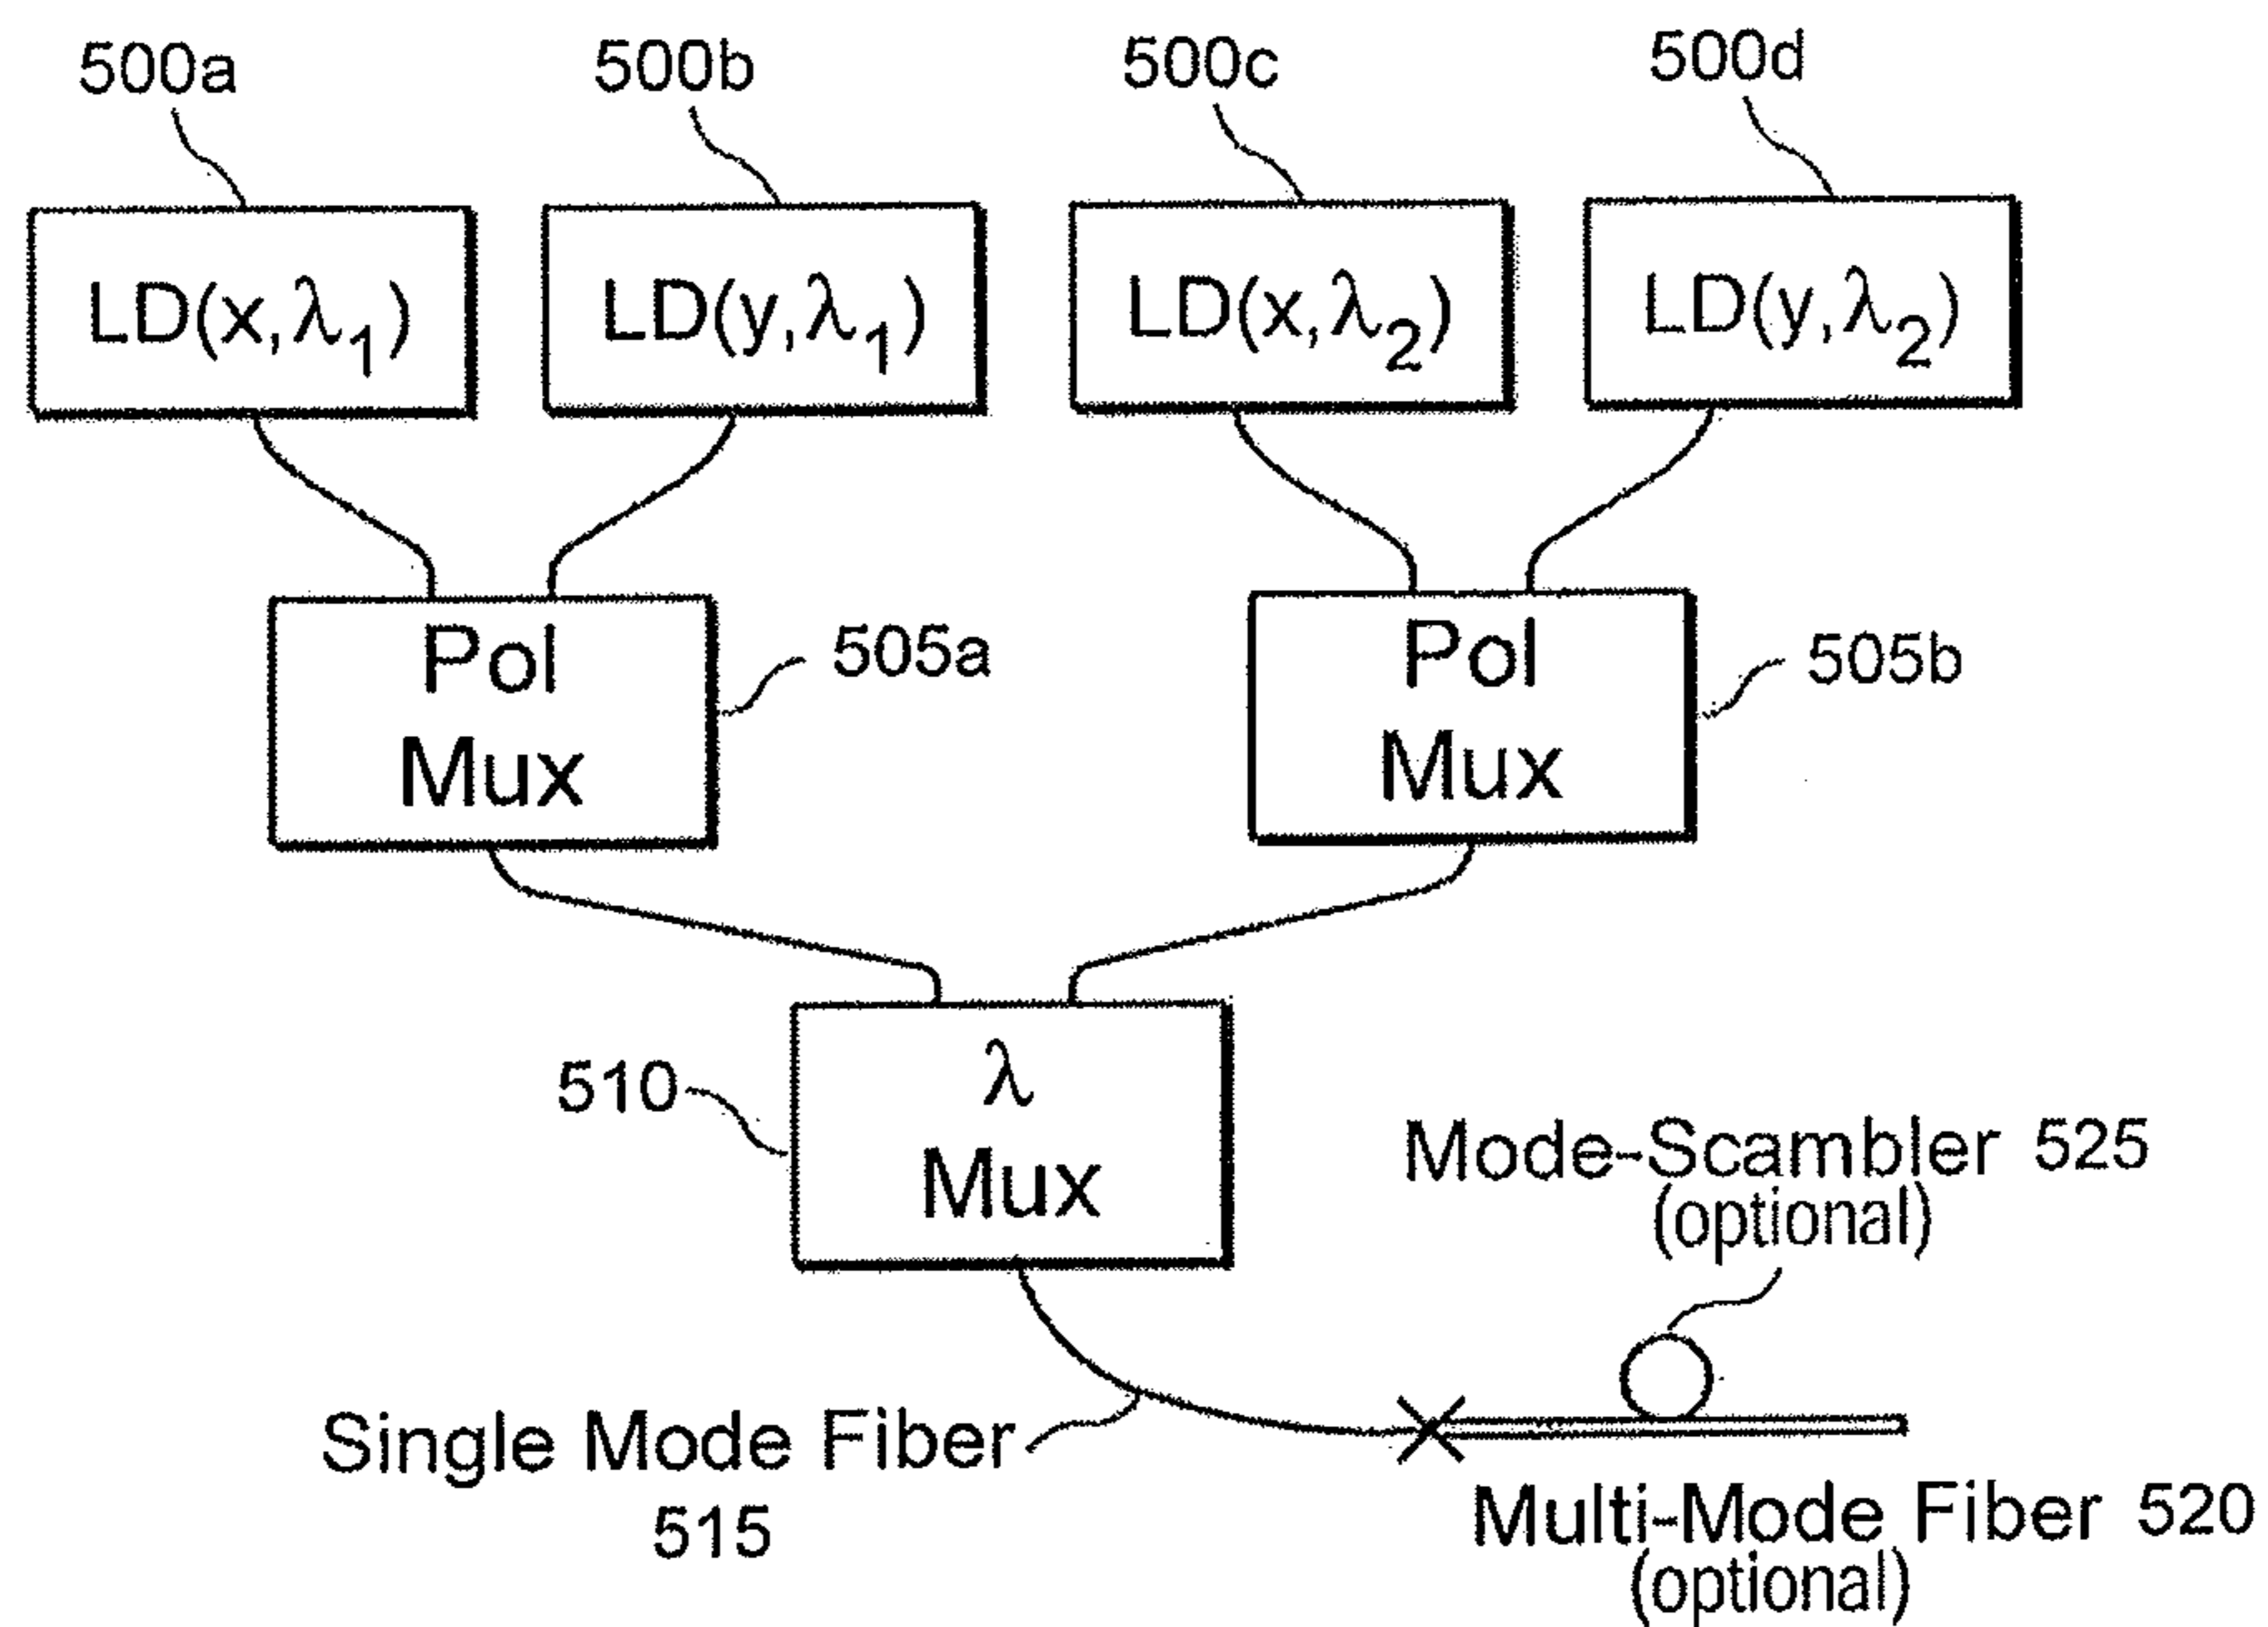 500a
500b
500c
500d
LD(x,λ1)
LD(y,λ1)
LD(x,λ2)
LD(y,λ2)
Pol
Mux
505a
Pol
Mux
505b
λ
Mux
510
Mode-Scambler 525
(optional)
Single Mode Fiber
515
Multi-Mode Fiber 520
(optional)